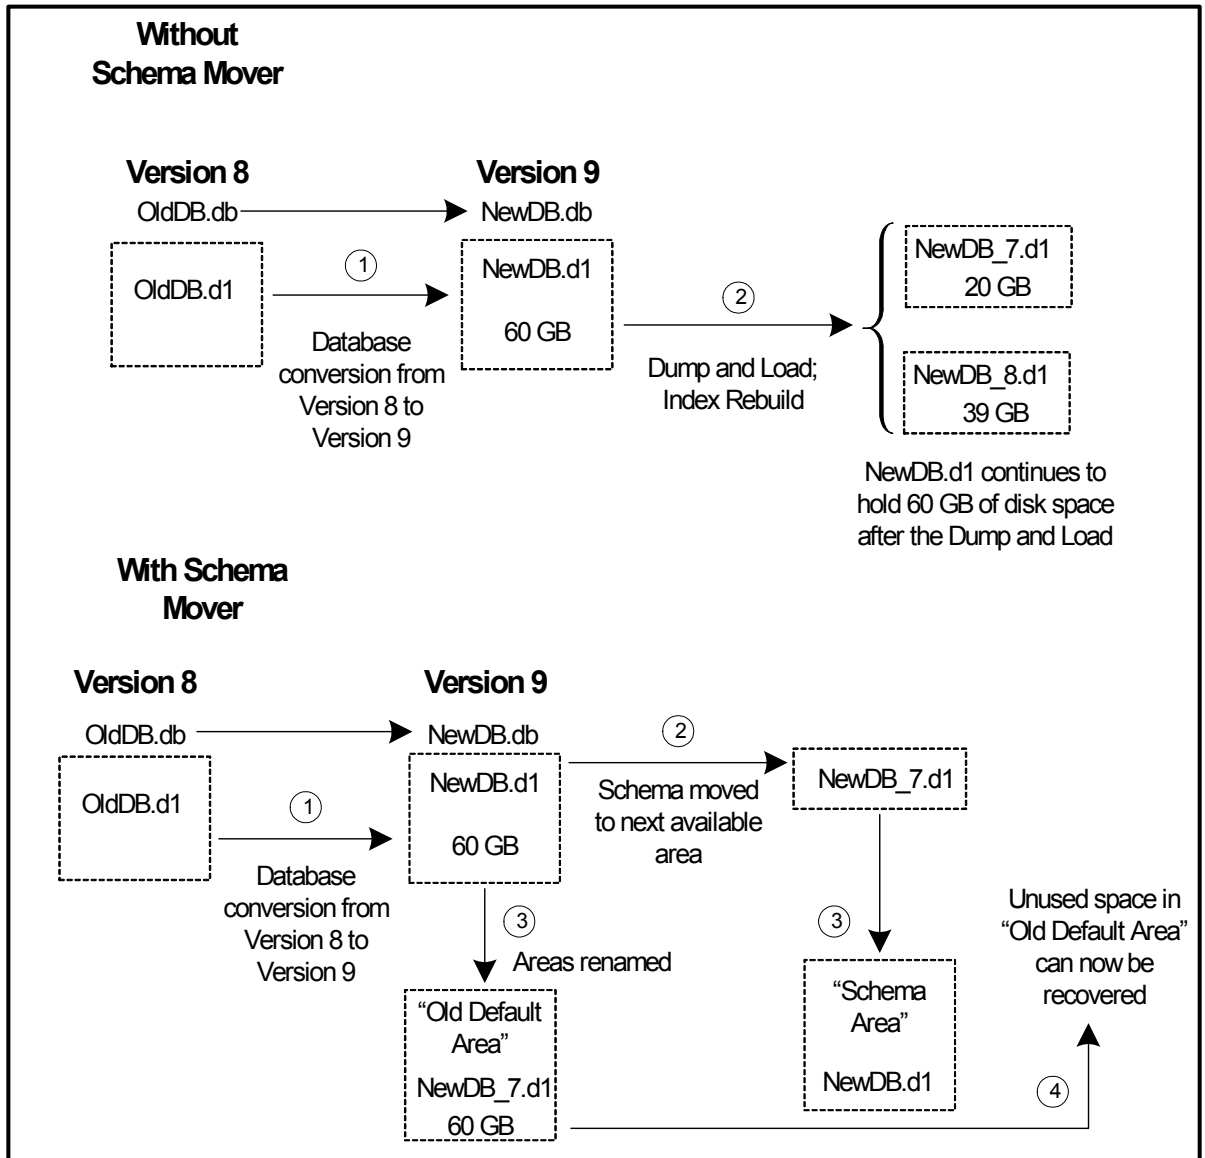 Without
Schema Mover
Version 8
Version 9
OldDB.db
NewDB.db
OldDB.d1
1
Database
conversion from
Version 8 to
Version 9
NewDB.d1
60 GB
2
Dump and Load;
Index Rebuild
NewDB_7.d1
20 GB
NewDB_8.d1
39 GB
NewDB.d1 continues to
hold 60 GB of disk space
after the Dump and Load
With Schema
Mover
Version 8
Version 9
OldDB.db
NewDB.db
OldDB.d1
1
Database
conversion from
Version 8 to
Version 9
NewDB.d1
60 GB
2
Schema moved
to next available
area
NewDB_7.d1
3
Areas renamed
3
“Old Default
Area”
NewDB_7.d1
60 GB
“Schema
Area”
NewDB.d1
4
Unused space in
“Old Default Area”
can now be
recovered